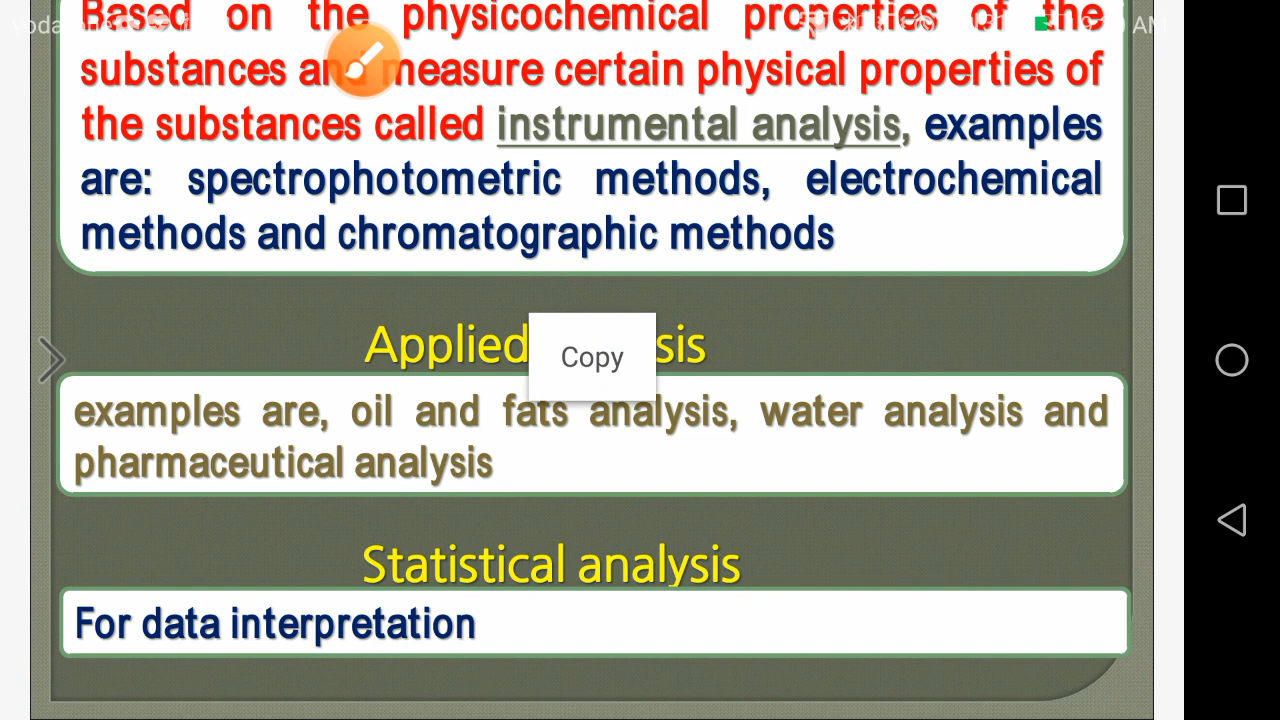 Based on the physicochemical properties of the
substances and measure certain physical properties of
the substances called instrumental analysis, examples
are: spectrophotometric methods, electrochemical
methods and chromatographic methods
Applied
sis
Copy
examples are, oil and fats analysis, water analysis and
pharmaceutical analysis
Statistical analysis
For data interpretation